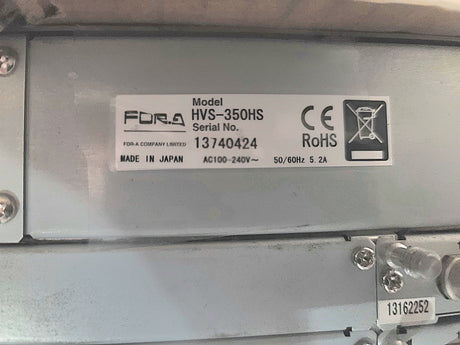 FOR.A
Model
HVS-350HS
Serial No.
13740424
FOR-A COMPANY LIMITED
MADE IN JAPAN
AC100-240V~ 50/60Hz 5.2A
CE
RoHS
13162252